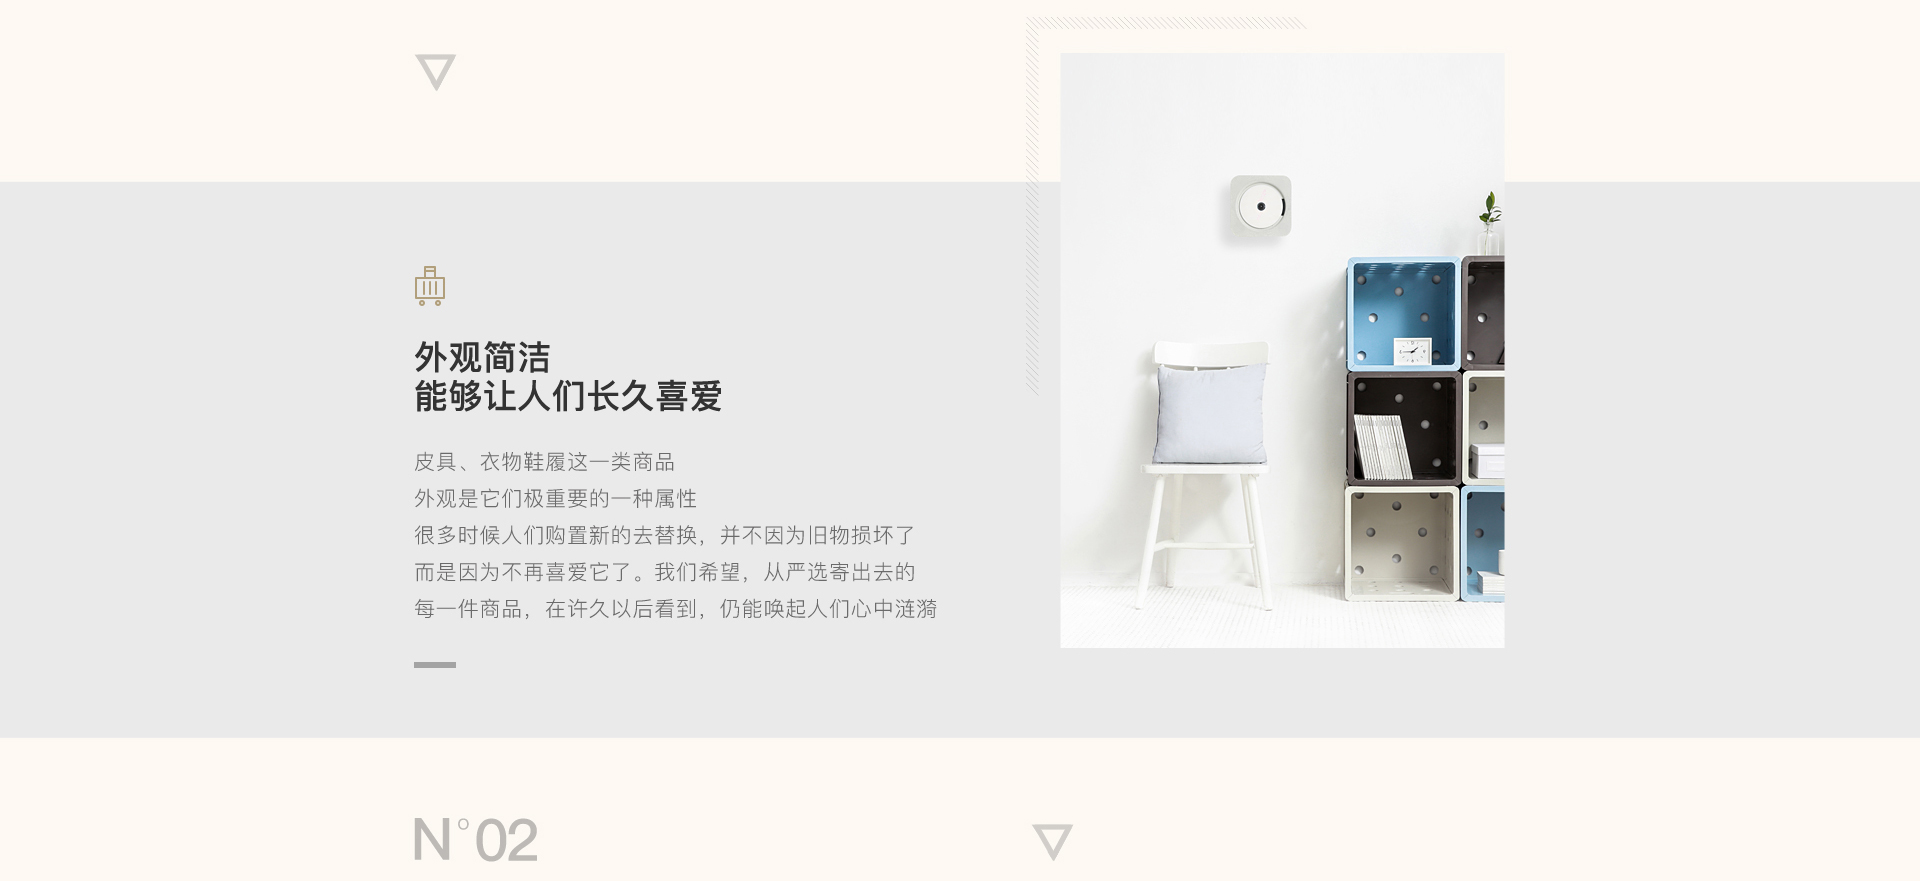 外观简洁
能够让人们长久喜爱
皮具、衣物鞋履这一类商品
外观是它们极重要的一种属性
很多时候人们购置新的去替换，并不因为旧物损坏了
而是因为不再喜爱它了。我们希望，从严选寄出去的
每一件商品，在许久以后看到，仍能唤起人们心中涟漪
N°02